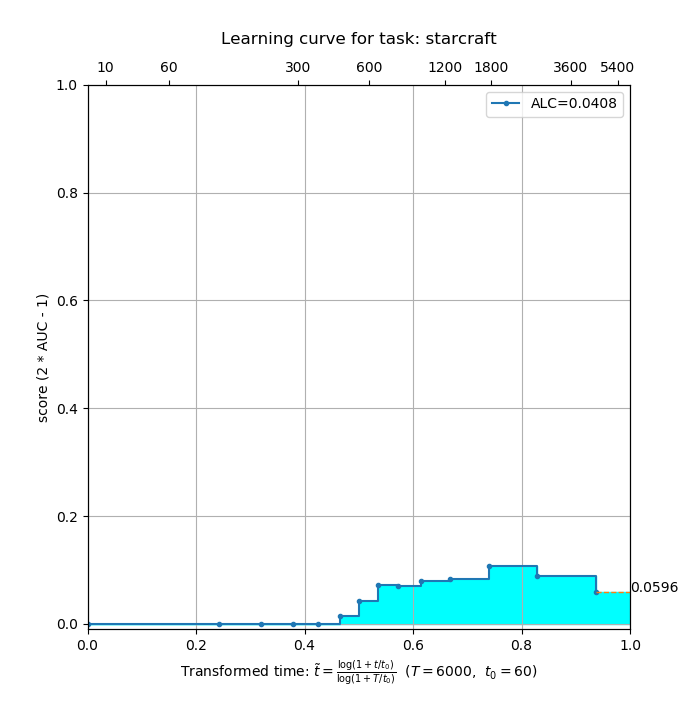 Learning curve for task: starcraft
10 60 300 600 1200 1800 3600 5400
ALC=0.0408
1.0
0.8
0.6
0.4
0.2
0.0
score (2 * AUC - 1)
0.0596
0.0 0.2 0.4 0.6 0.8 1.0
Transformed time: t̃ = log(1 + t/t₀) / log(1 + T/t₀) (T = 6000, t₀ = 60)